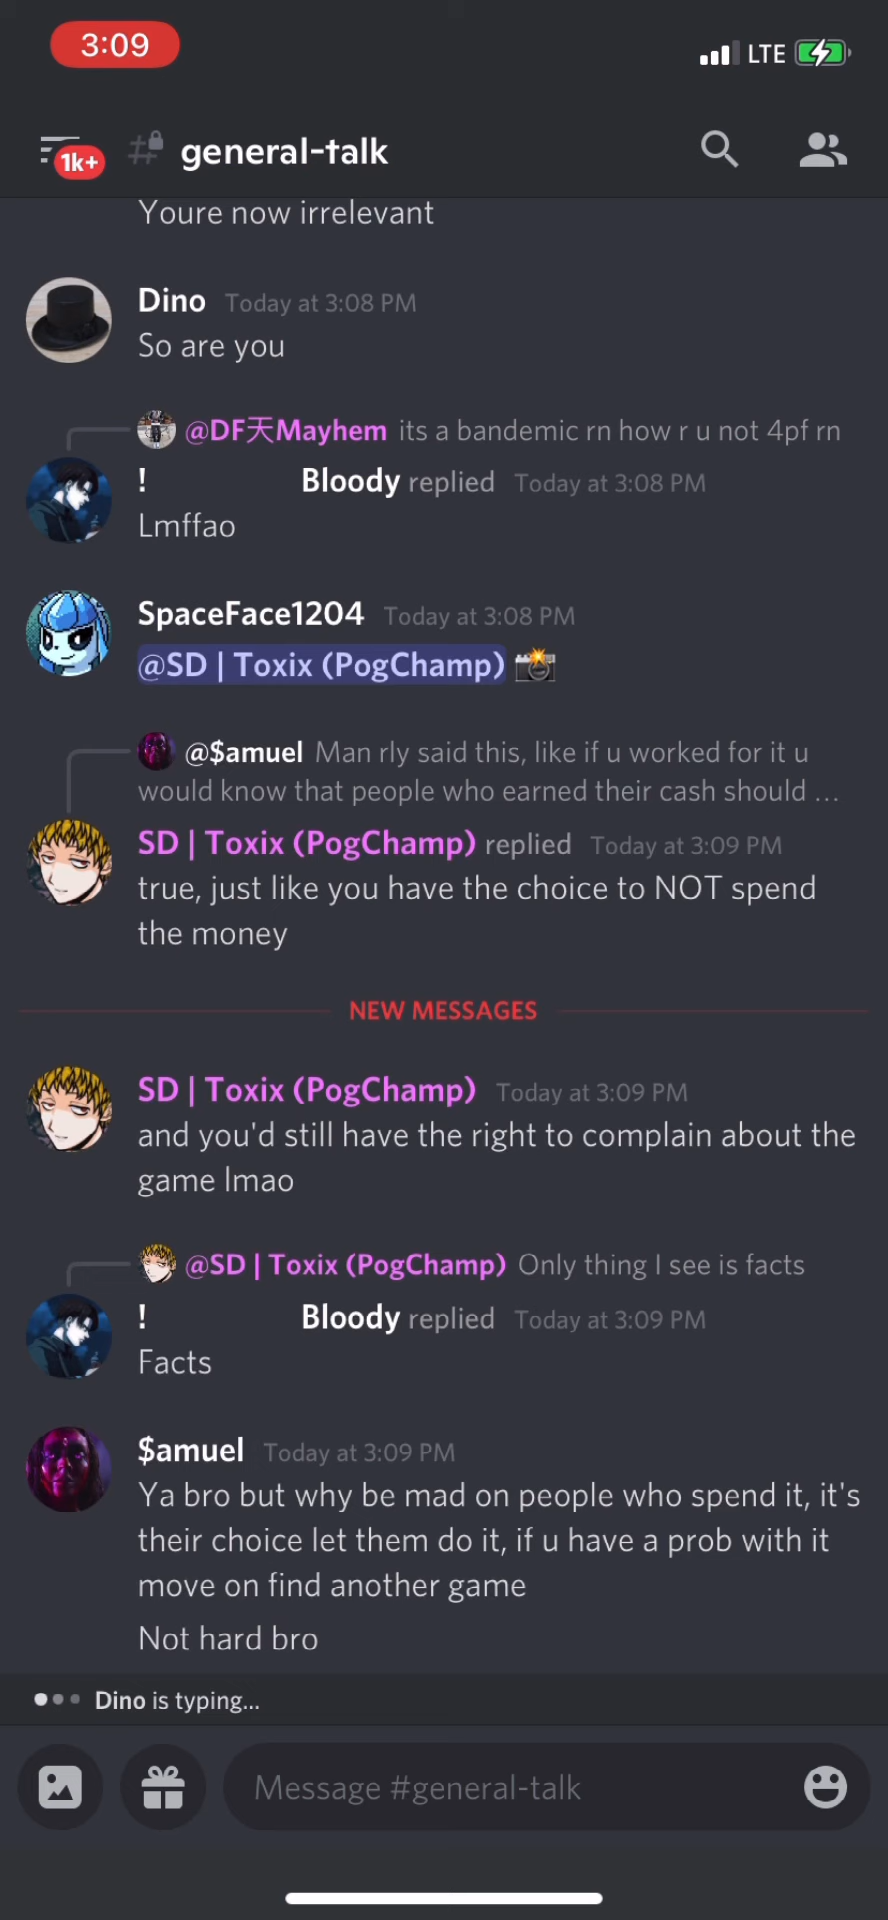 3:09
LTE
1k+
general-talk
Youre now irrelevant
Dino Today at 3:08 PM
So are you
@DF天Mayhem its a bandemic rn how r u not 4pf rn
! Bloody replied Today at 3:08 PM
Lmffao
SpaceFace1204 Today at 3:08 PM
@SD | Toxix (PogChamp) 📸
@$amuel Man rly said this, like if u worked for it u
would know that people who earned their cash should ...
SD | Toxix (PogChamp) replied Today at 3:09 PM
true, just like you have the choice to NOT spend
the money
NEW MESSAGES
SD | Toxix (PogChamp) Today at 3:09 PM
and you'd still have the right to complain about the
game lmao
@SD | Toxix (PogChamp) Only thing I see is facts
! Bloody replied Today at 3:09 PM
Facts
$amuel Today at 3:09 PM
Ya bro but why be mad on people who spend it, it's
their choice let them do it, if u have a prob with it
move on find another game
Not hard bro
Dino is typing...
Message #general-talk